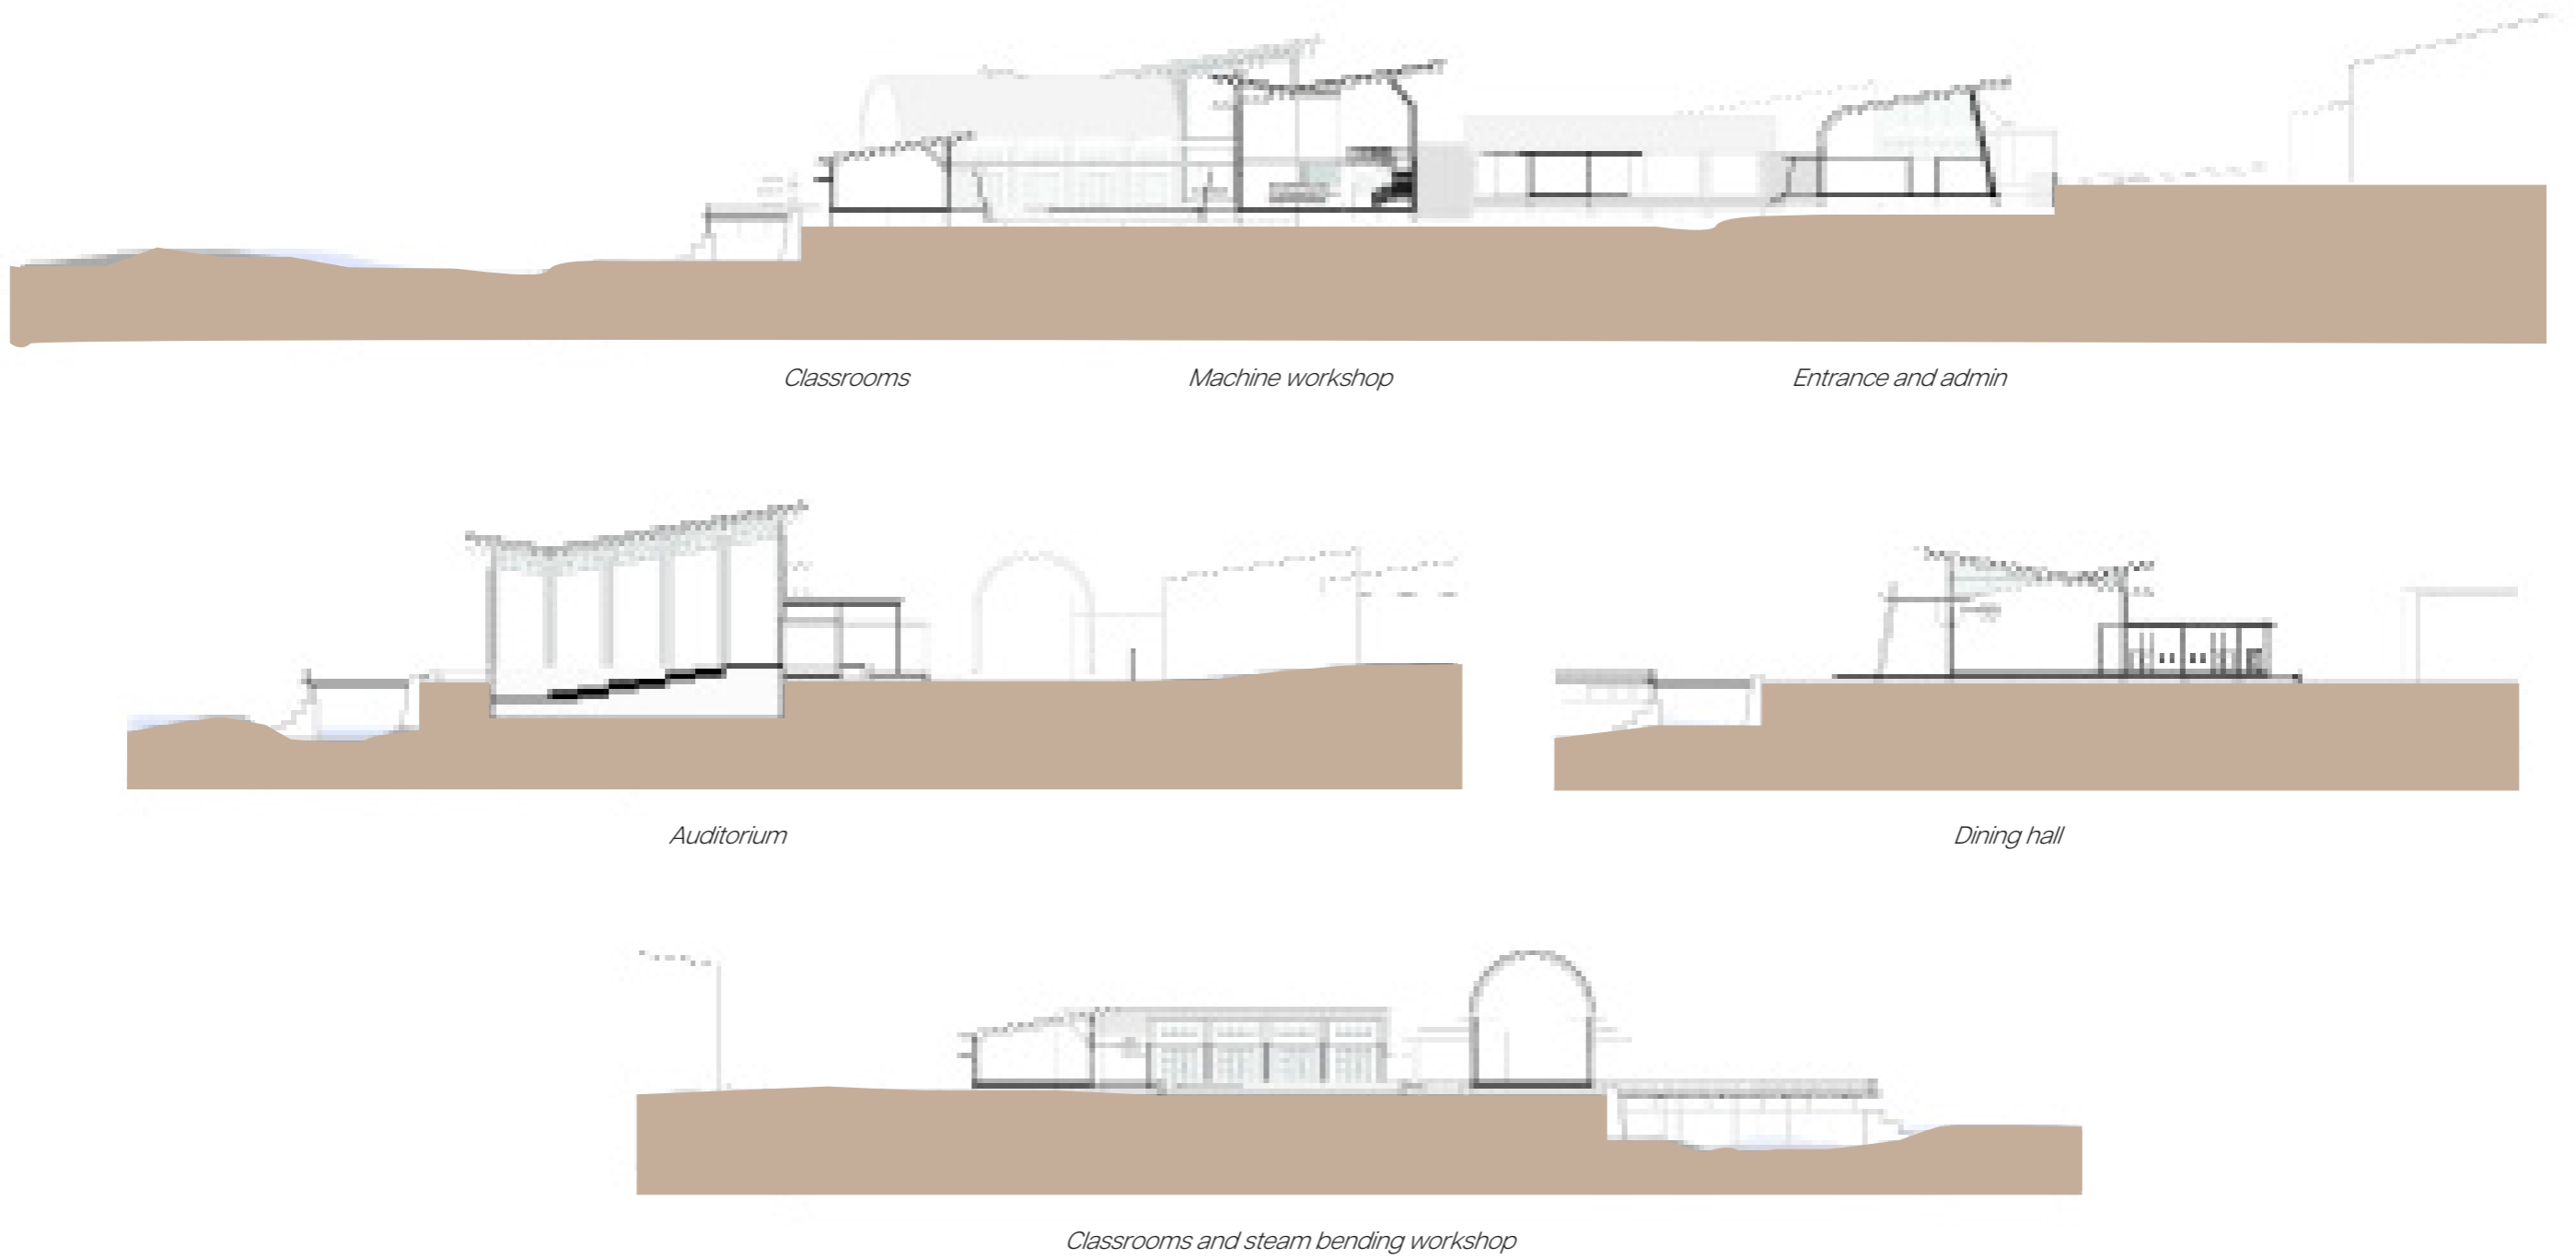 Classrooms
Machine workshop
Entrance and admin
Auditorium
Dining hall
Classrooms and steam bending workshop